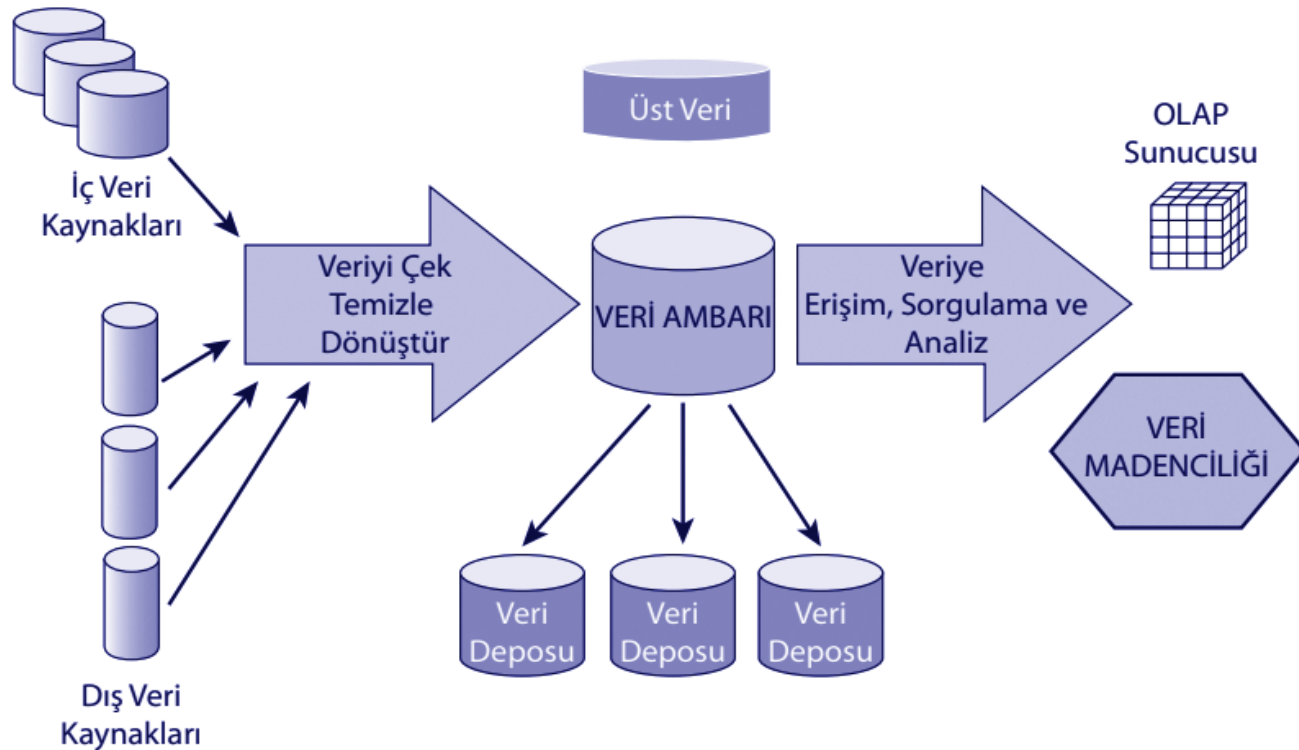 Üst Veri
OLAP
Sunucusu
İç Veri
Kaynakları
Veriyi Çek
Temizle
Dönüştür
VERİ AMBARI
Veriye
Erişim, Sorgulama ve
Analiz
VERİ
MADENCİLİĞİ
Veri
Deposu
Veri
Deposu
Veri
Deposu
Dış Veri
Kaynakları